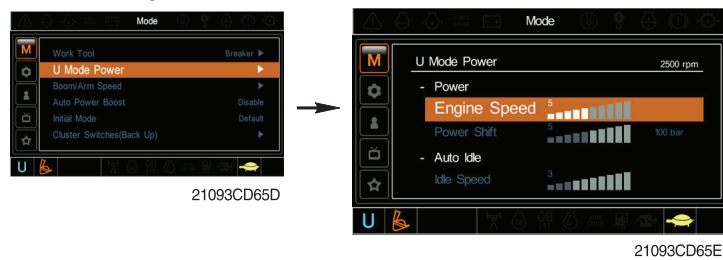 Mode
M
Work Tool Breaker ▶
U Mode Power ▶
Boom/Arm Speed ▶
Auto Power Boost Disable
Initial Mode Default
Cluster Switches(Back Up) ▶
U
21093CD65D
Mode
M
U Mode Power 2500 rpm
- Power
Engine Speed 5
Power Shift 5 100 bar
- Auto Idle
Idle Speed 3
U
21093CD65E